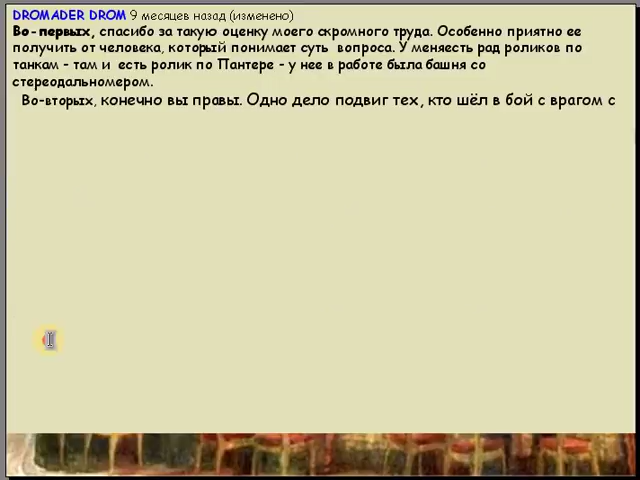 DROMADER DROM 9 месяцев назад (изменено)
Во-первых, спасибо за такую оценку моего скромного труда. Особенно приятно ее
получить от человека, который понимает суть вопроса. У меняесть рад роликов по
танкам - там и есть ролик по Пантере - у нее в работе была башня со
стереодальномером.
Во-вторых, конечно вы правы. Одно дело подвиг тех, кто шёл в бой с врагом с